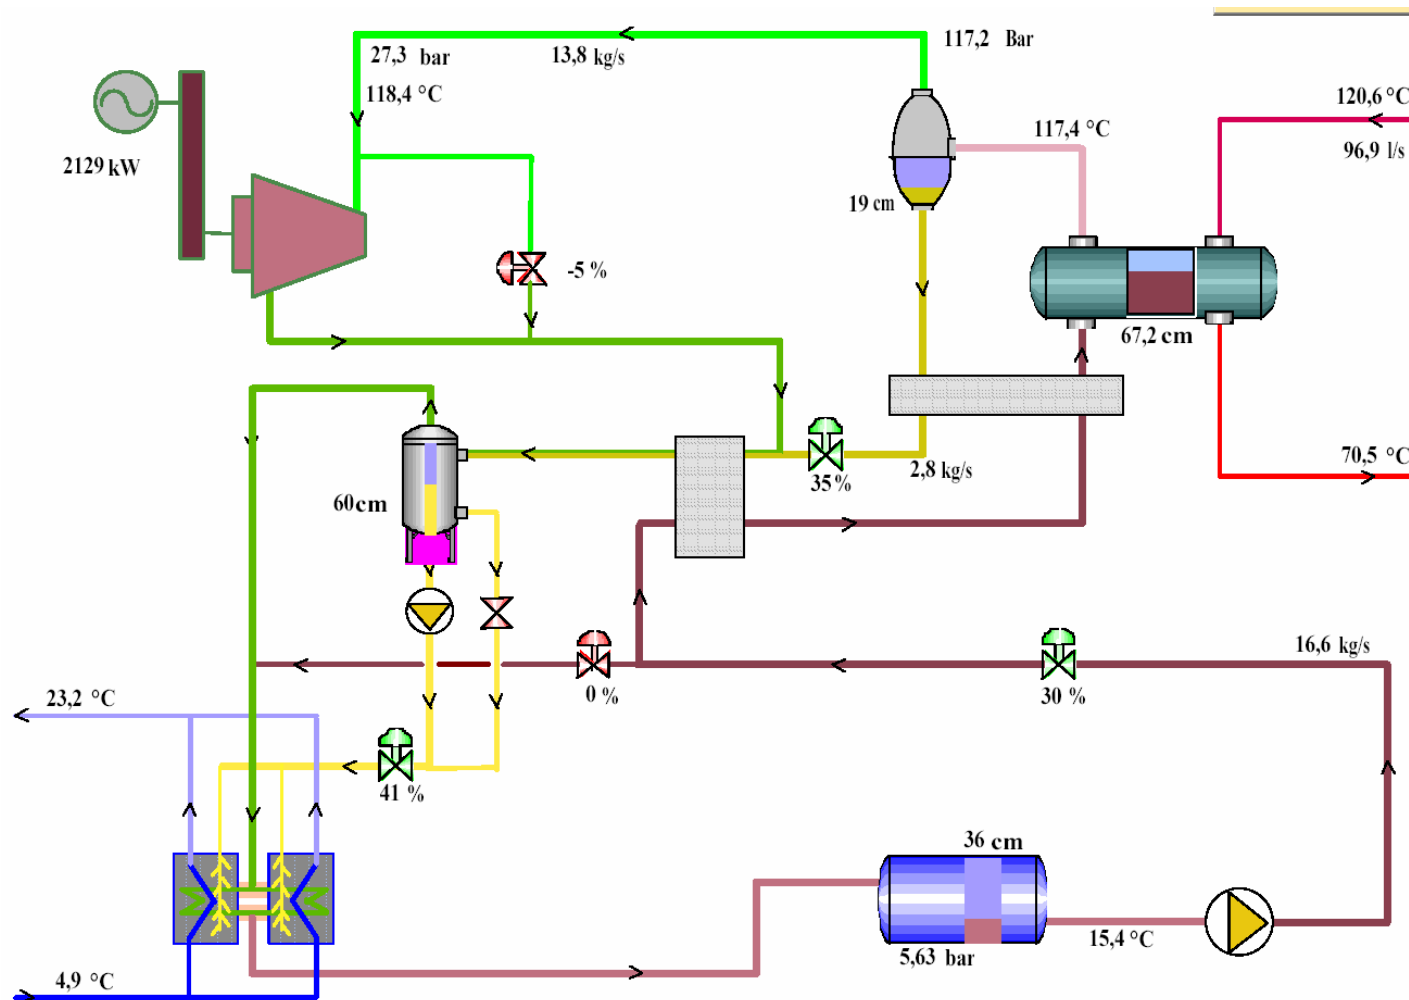 27,3 bar
13,8 kg/s
117,2 Bar
118,4 °C
120,6 °C
117,4 °C
96,9 l/s
2129 kW
19 cm
-5 %
67,2 cm
70,5 °C
2,8 kg/s
35 %
60 cm
16,6 kg/s
0 %
30 %
23,2 °C
41 %
36 cm
15,4 °C
5,63 bar
4,9 °C